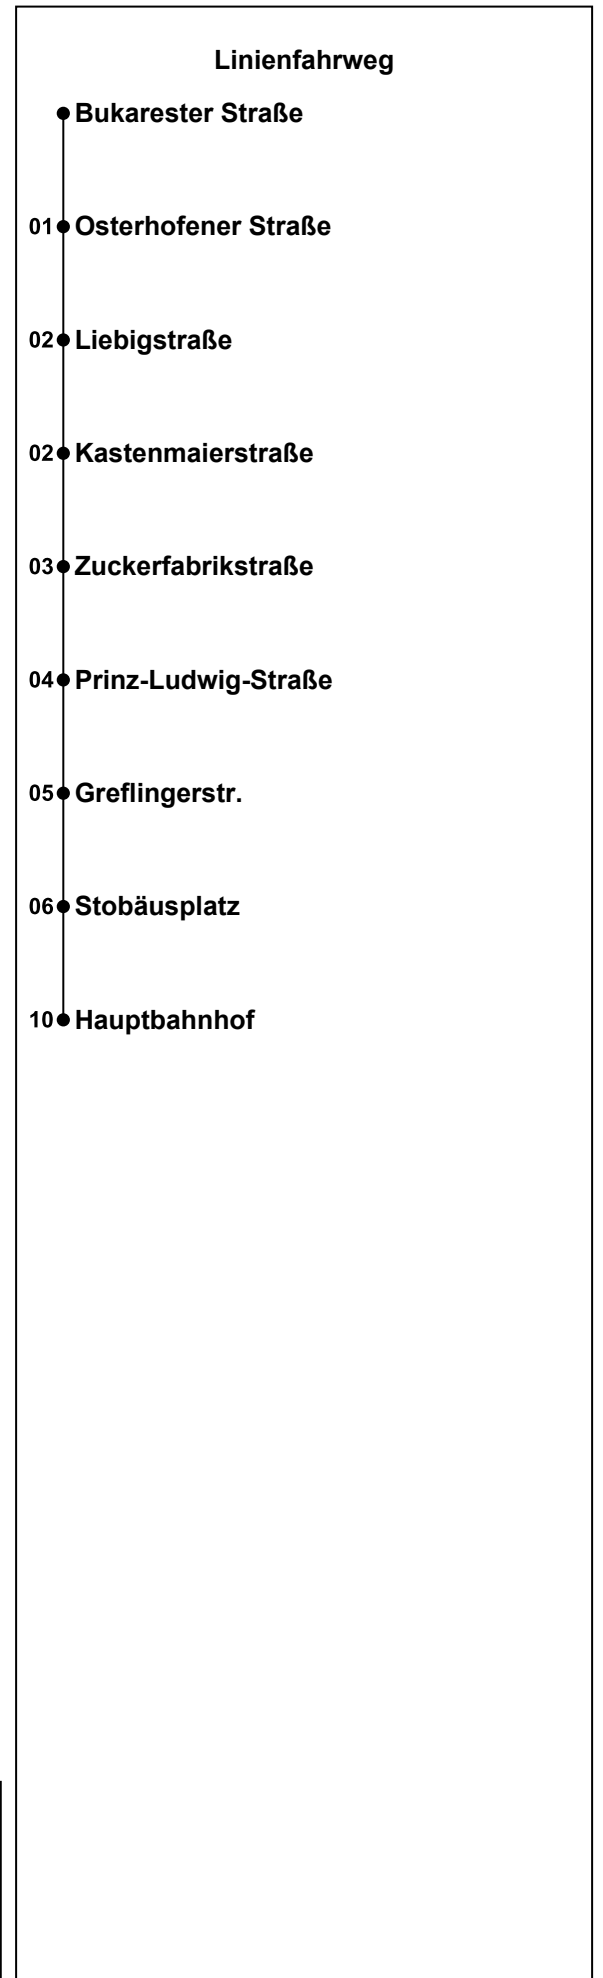 Linienfahrweg
Bukarester Straße
01 Osterhofener Straße
02 Liebigstraße
02 Kastenmaierstraße
03 Zuckerfabrikstraße
04 Prinz-Ludwig-Straße
05 Greflingerstr.
06 Stobäusplatz
10 Hauptbahnhof